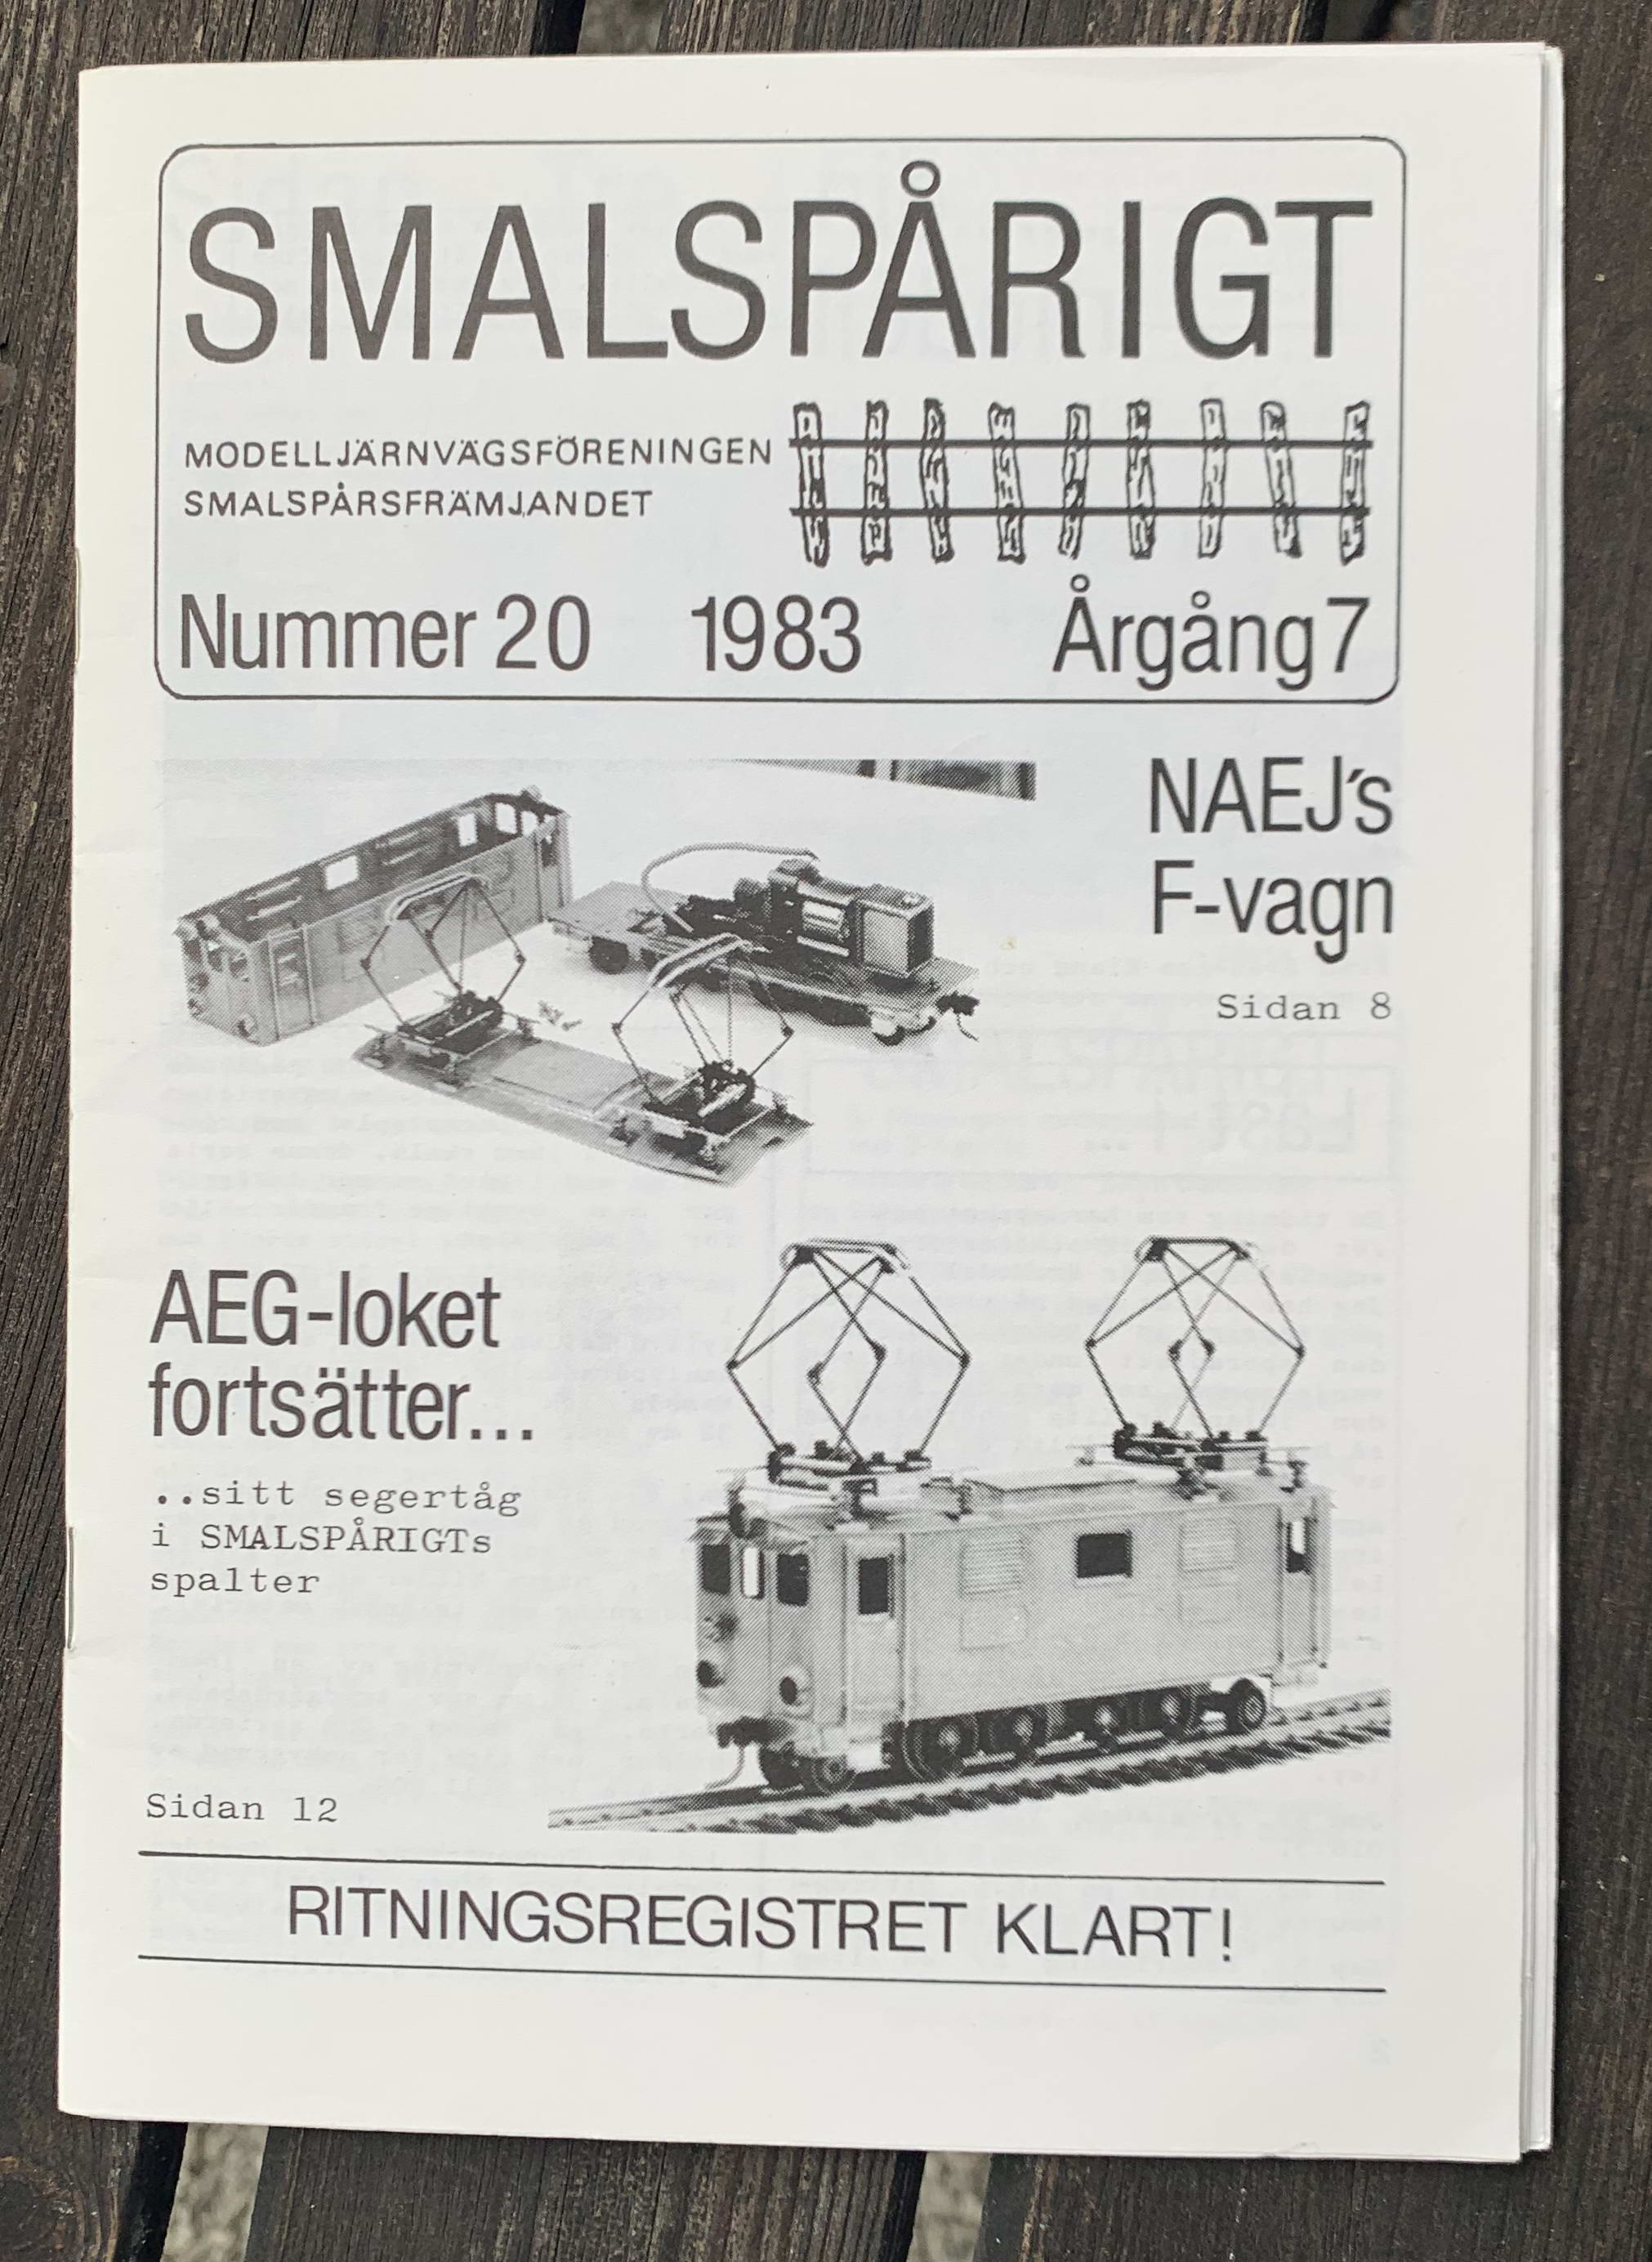 SMALSPÅRIGT
MODELLJÄRNVÄGSFÖRENINGEN
SMALSPÅRSFRÄMJANDET
Nummer 20 1983 Årgång 7
NAEJ's
F-vagn
Sidan 8
AEG-loket
fortsätter...
..sitt segertåg
i SMALSPÅRIGTs
spalter
Sidan 12
RITNINGSREGISTRET KLART!